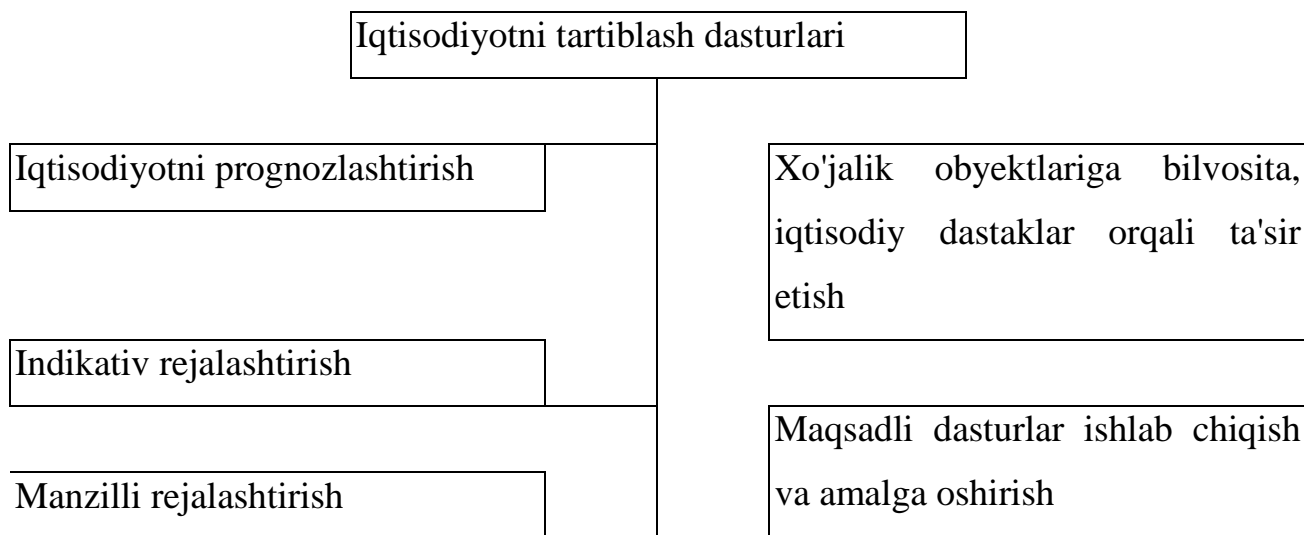 Iqtisodiyotni tartiblash dasturlari
Iqtisodiyotni prognozlashtirish
Indikativ rejalashtirish
Manzilli rejalashtirish
Xo'jalik obyektlariga bilvosita,
iqtisodiy dastaklar orqali ta'sir
etish
Maqsadli dasturlar ishlab chiqish
va amalga oshirish